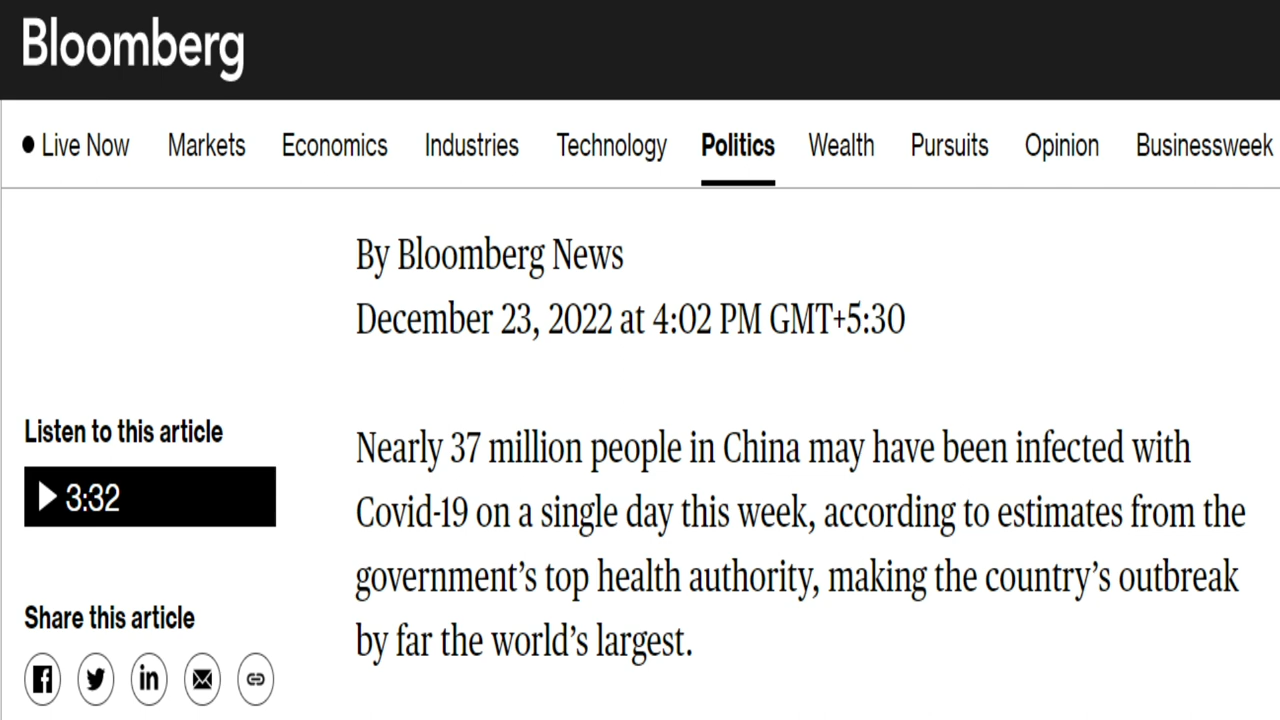 Bloomberg
Live Now Markets Economics Industries Technology Politics Wealth Pursuits Opinion Businessweek
By Bloomberg News
December 23, 2022 at 4:02 PM GMT+5:30
Listen to this article
3:32
Share this article
Nearly 37 million people in China may have been infected with
Covid-19 on a single day this week, according to estimates from the
government’s top health authority, making the country’s outbreak
by far the world’s largest.